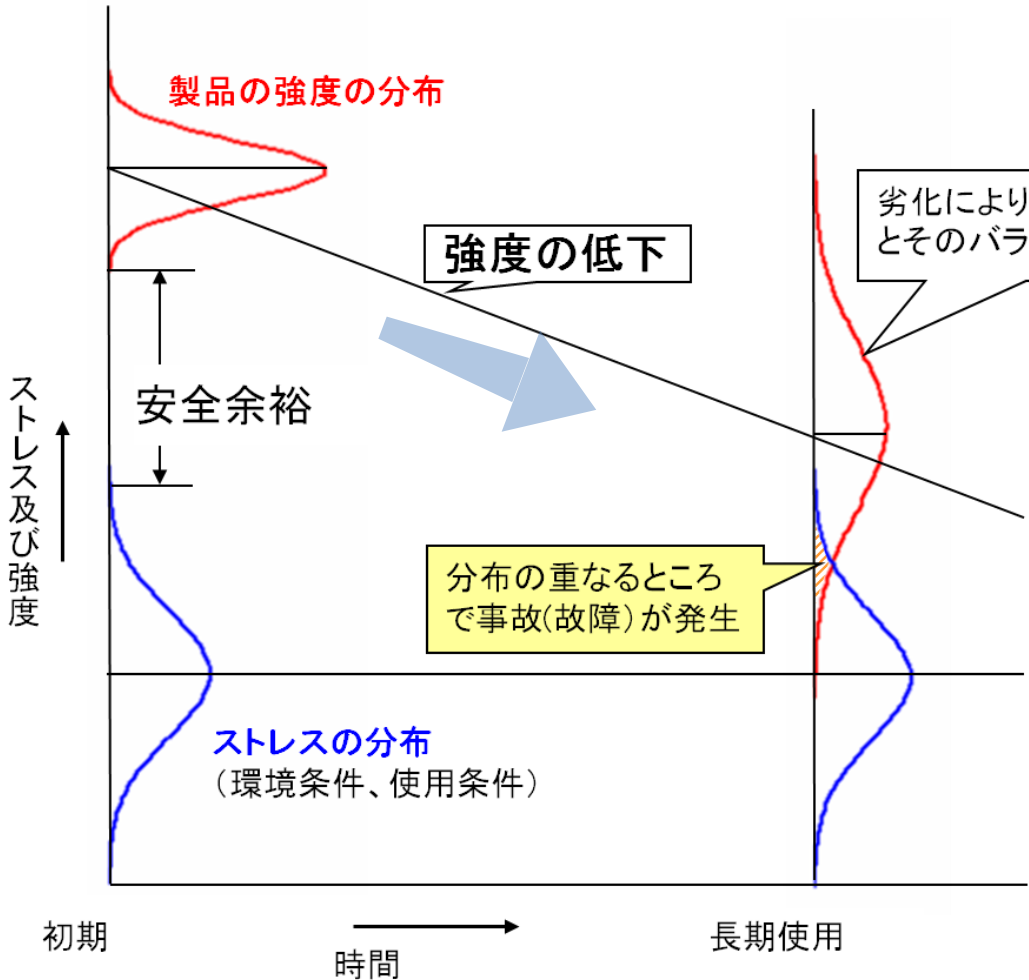 製品の強度の分布
劣化により
とそのバラ
強度の低下
安全余裕
ストレス及び強度
分布の重なるところ
で事故(故障)が発生
ストレスの分布
(環境条件、使用条件)
初期
時間
長期使用